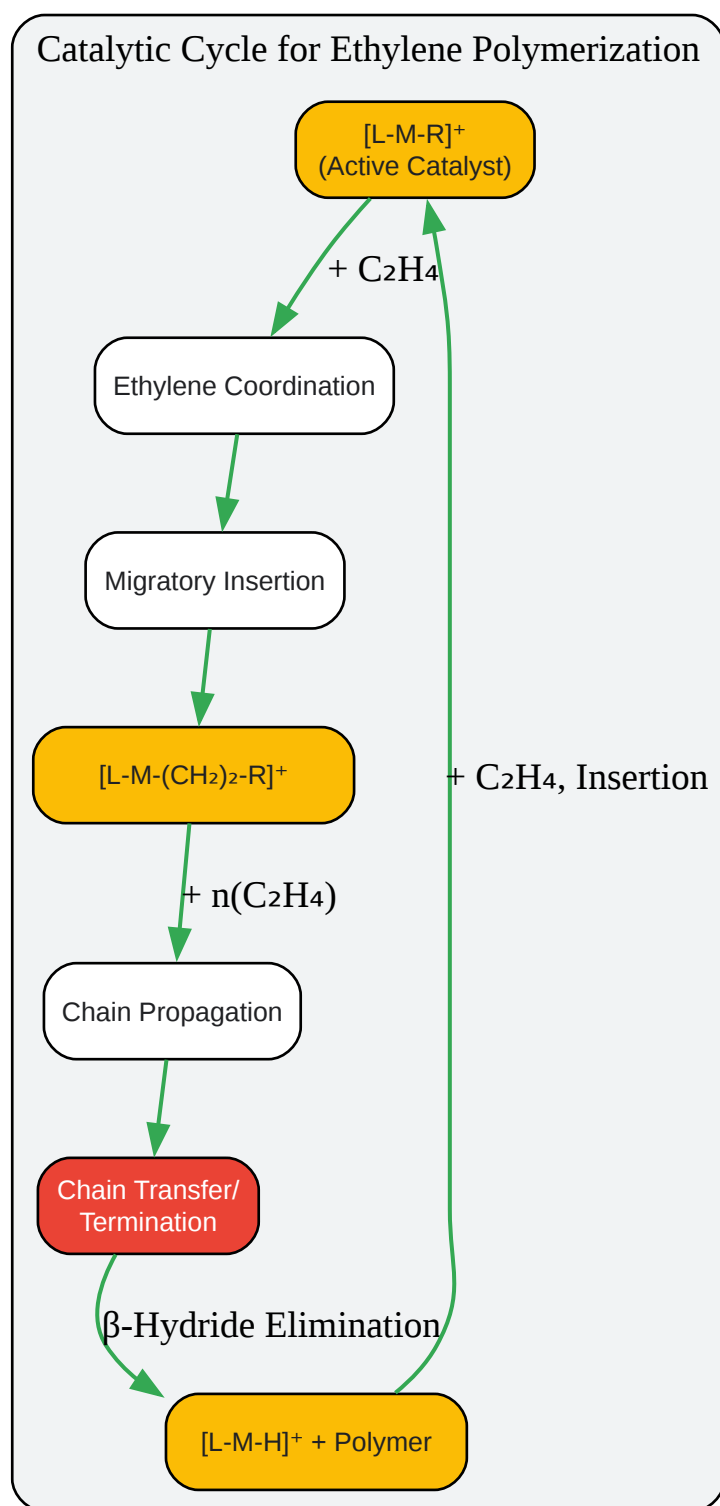 Catalytic Cycle for Ethylene Polymerization
[L-M-R]⁺
(Active Catalyst)
+ C₂H₄
Ethylene Coordination
Migratory Insertion
[L-M-(CH₂)₂-R]⁺
+ C₂H₄, Insertion
+ n(C₂H₄)
Chain Propagation
Chain Transfer/
Termination
β-Hydride Elimination
[L-M-H]⁺ + Polymer